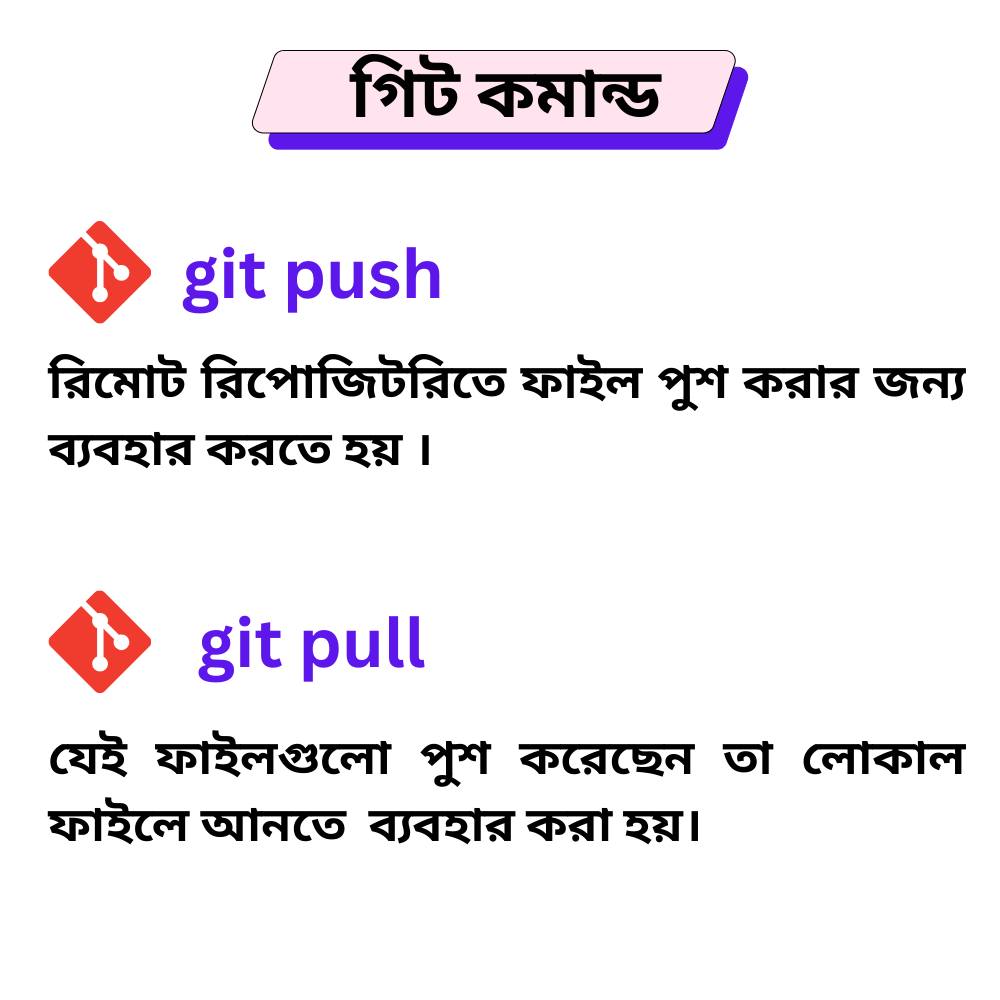 গিট কমান্ড
git push
রিমোট রিপোজিটরিতে ফাইল পুশ করার জন্য
ব্যবহার করতে হয় ।
git pull
যেই ফাইলগুলো পুশ করেছেন তা লোকাল
ফাইলে আনতে ব্যবহার করা হয়।